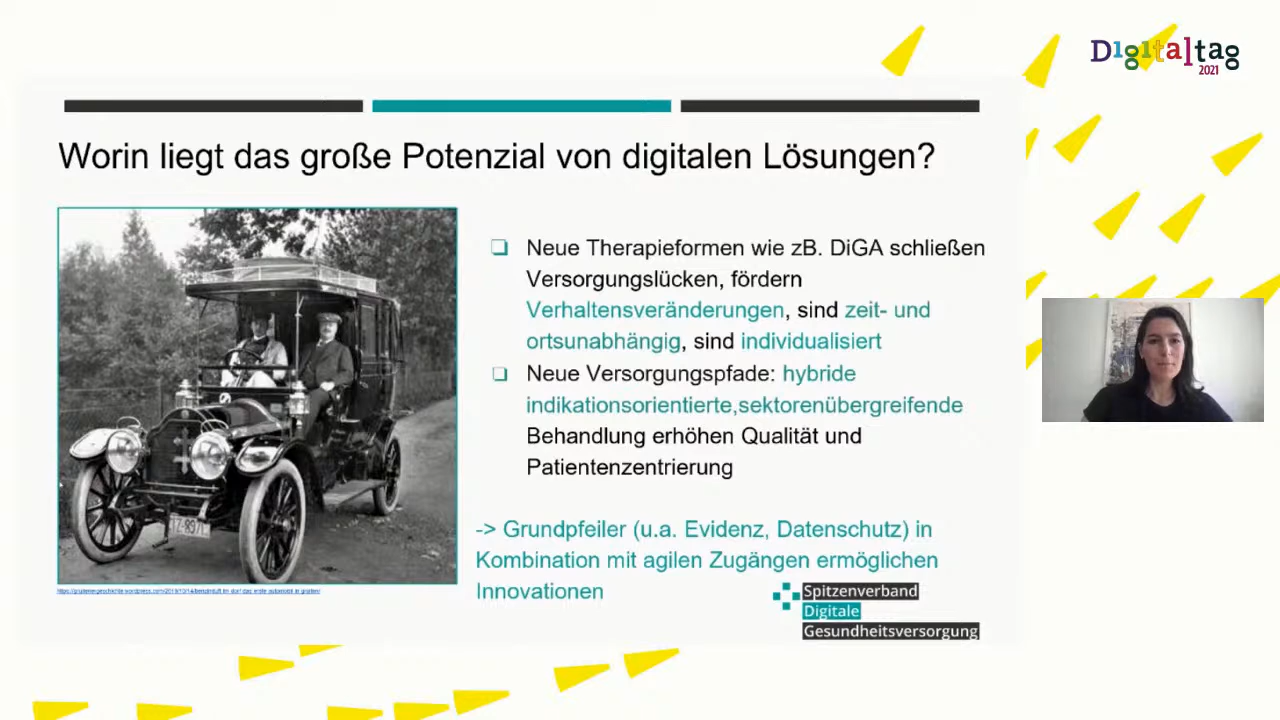 Digitaltag
2021
Worin liegt das große Potenzial von digitalen Lösungen?
❏ Neue Therapieformen wie zB. DiGA schließen
Versorgungslücken, fördern
Verhaltensveränderungen, sind zeit- und
ortsunabhängig, sind individualisiert
❏ Neue Versorgungspfade: hybride
indikationsorientierte,sektorenübergreifende
Behandlung erhöhen Qualität und
Patientenzentrierung
-> Grundpfeiler (u.a. Evidenz, Datenschutz) in
Kombination mit agilen Zugängen ermöglichen
Innovationen
Spitzenverband
Digitale
Gesundheitsversorgung